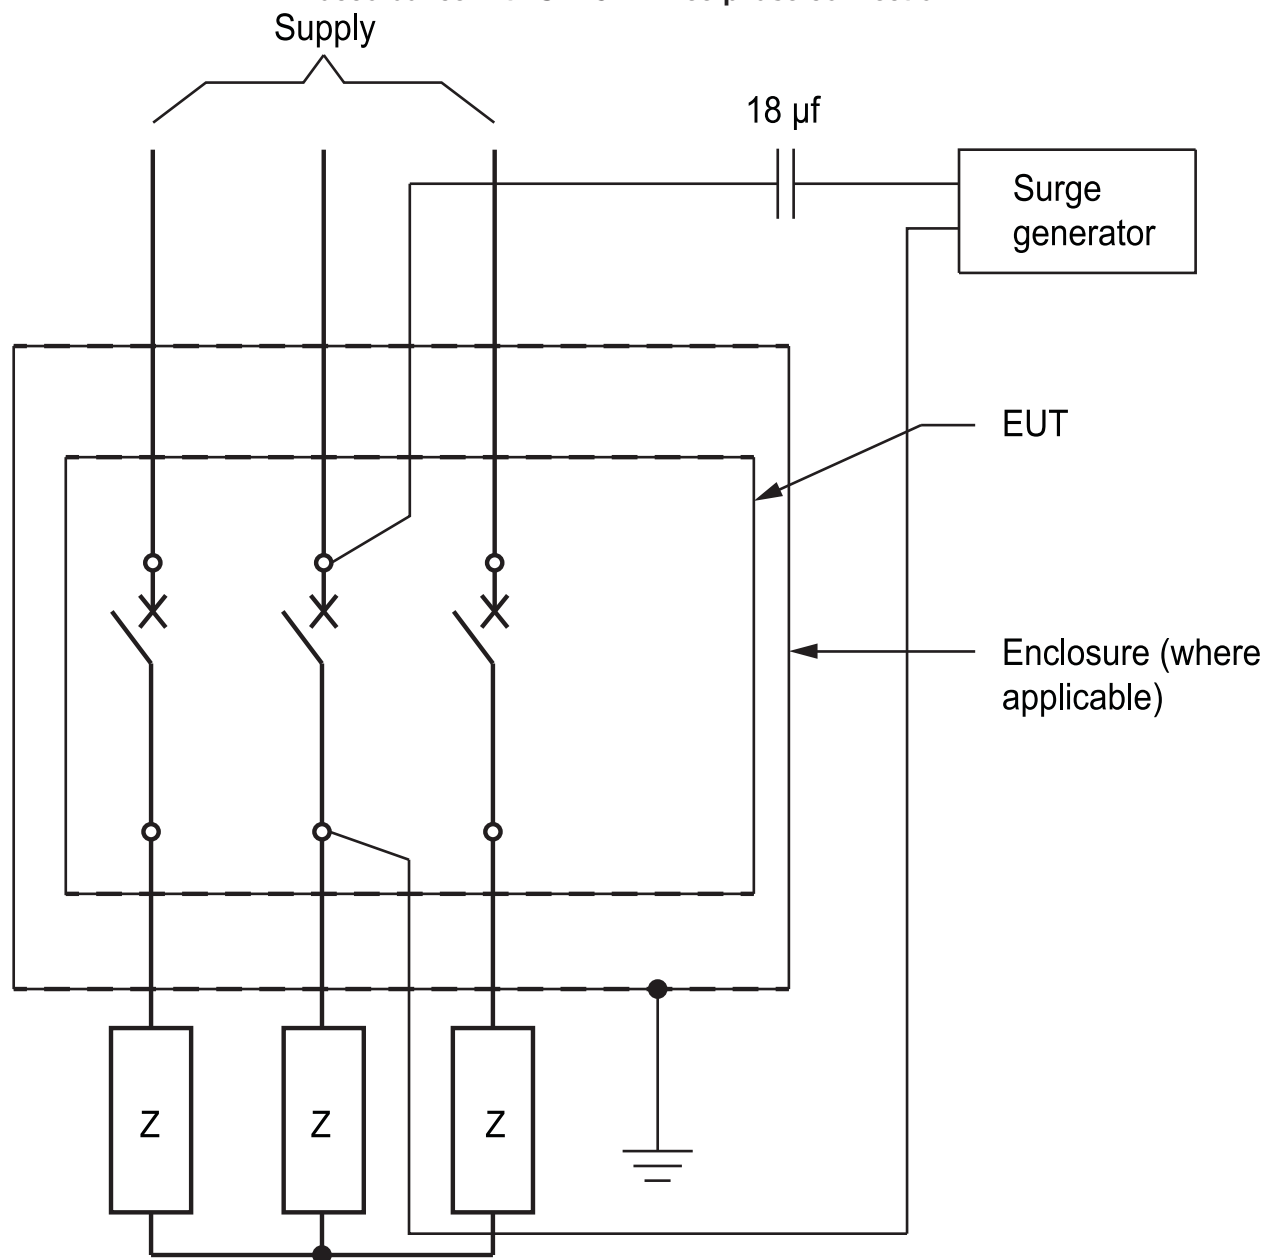 Supply
18 µf
Surge
generator
EUT
Enclosure (where
applicable)
Z
Z
Z